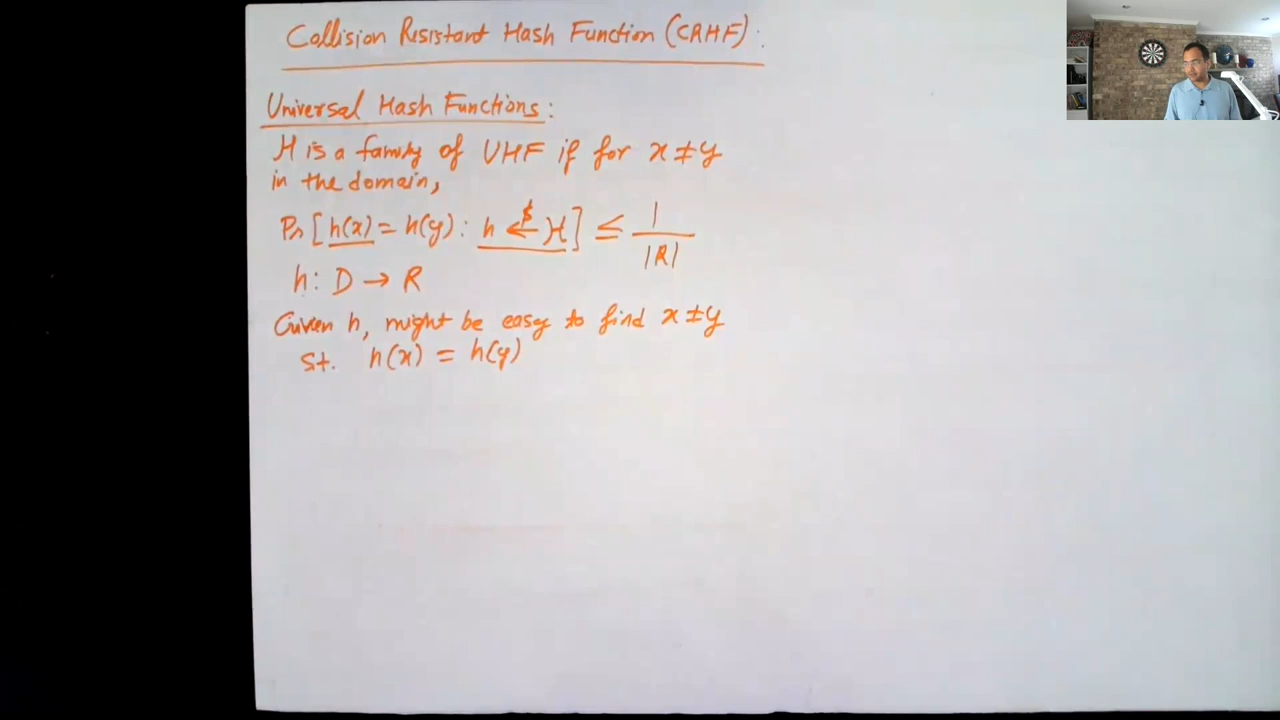 Collision Resistant Hash Function (CRHF):
Universal Hash Functions:
H is a family of UHF if for x ≠ y
in the domain,
Pr [h(x) = h(y) : h ←$ H] ≤ 1/|R|
h: D → R
Given h, might be easy to find x ≠ y
St. h(x) = h(y)